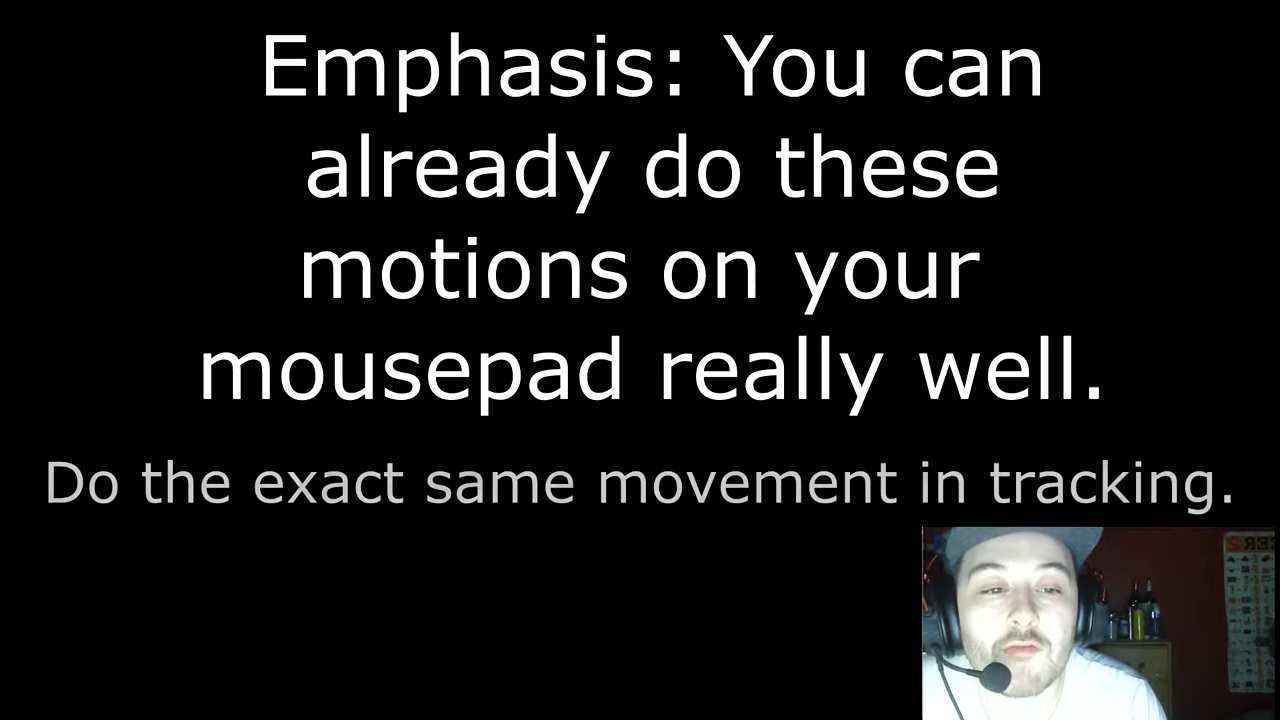 Emphasis: You can
already do these
motions on your
mousepad really well.
Do the exact same movement in tracking.